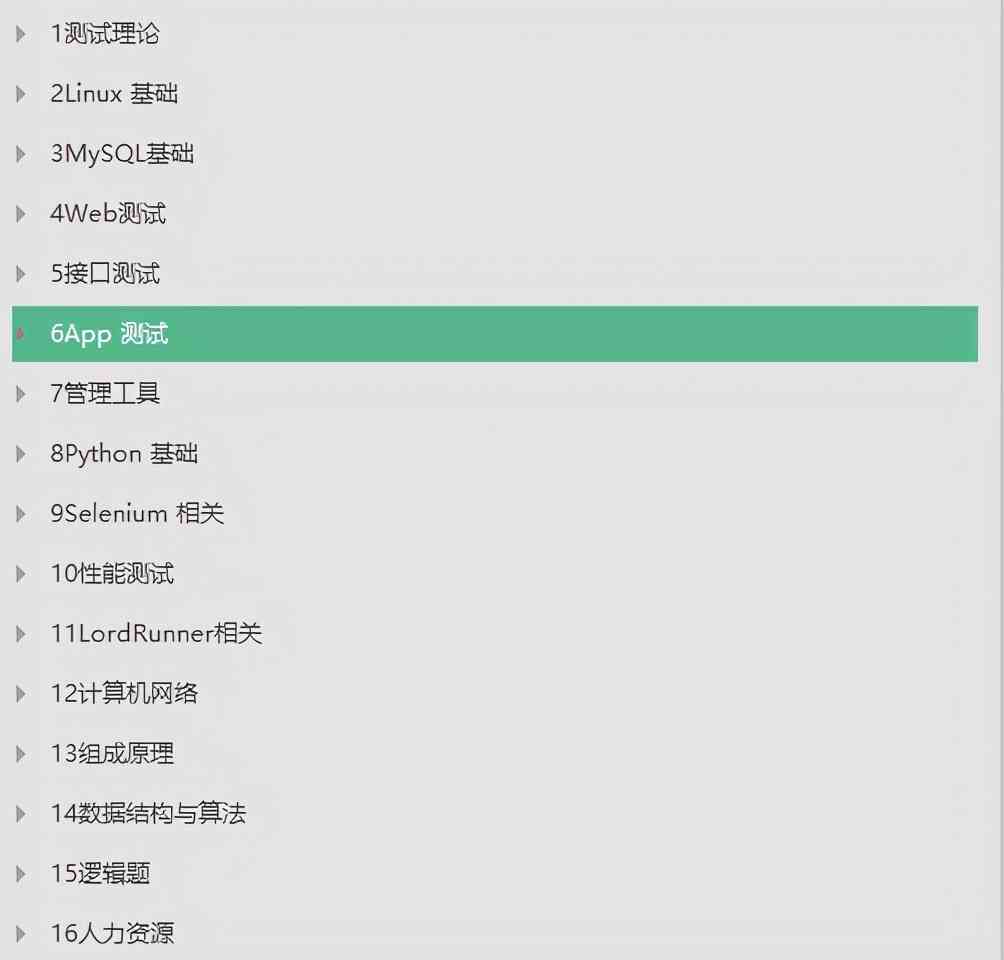 1测试理论
2Linux 基础
3MySQL基础
4Web测试
5接口测试
6App 测试
7管理工具
8Python 基础
9Selenium 相关
10性能测试
11LordRunner相关
12计算机网络
13组成原理
14数据结构与算法
15逻辑题
16人力资源